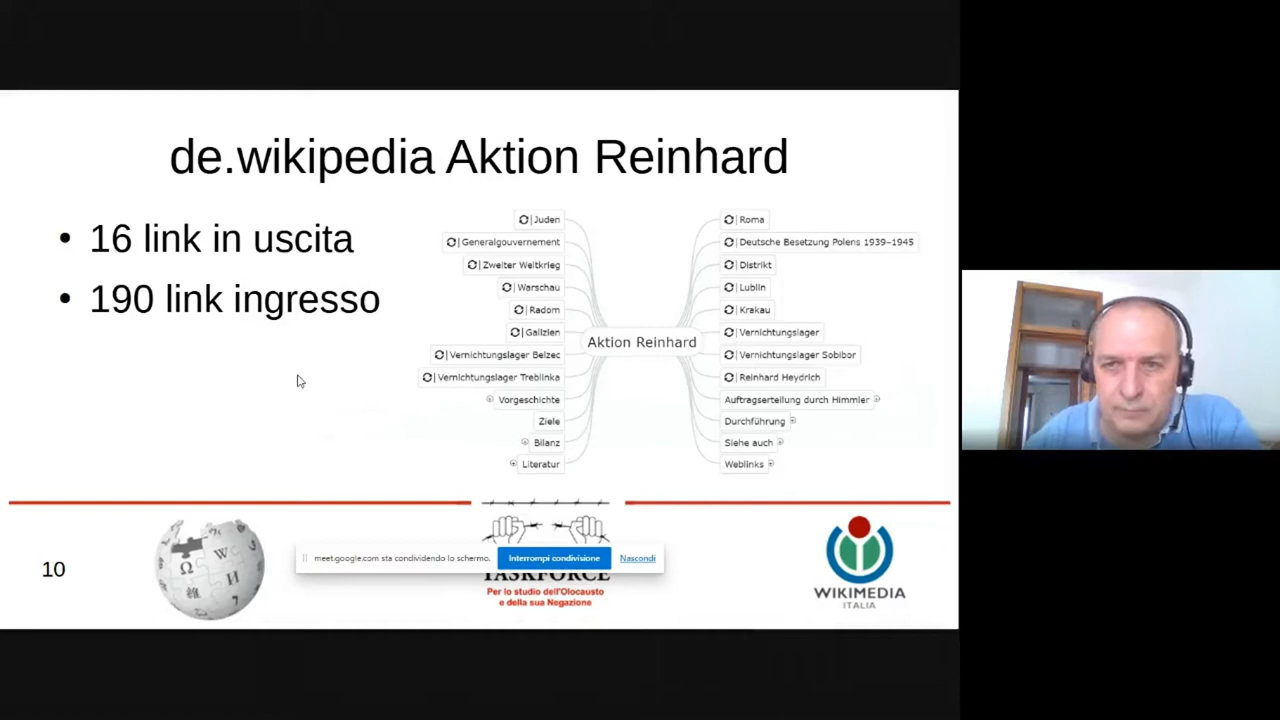 de.wikipedia Aktion Reinhard
• 16 link in uscita
• 190 link ingresso
Juden
Generalgouvernement
Zweiter Weltkrieg
Warschau
Radom
Galizien
Vernichtungslager Belzec
Vernichtungslager Treblinka
Vorgeschichte
Ziele
Bilanz
Literatur
Aktion Reinhard
Roma
Deutsche Besetzung Polens 1939–1945
Distrikt
Lublin
Krakau
Vernichtungslager
Vernichtungslager Sobibor
Reinhard Heydrich
Auftragserteilung durch Himmler
Durchführung
Siehe auch
Weblinks
10
Ω W И
meet.google.com sta condividendo lo schermo.
Interrompi condivisione
Nascondi
TASKFORCE
Per lo studio dell'Olocausto
e della sua Negazione
WIKIMEDIA
ITALIA